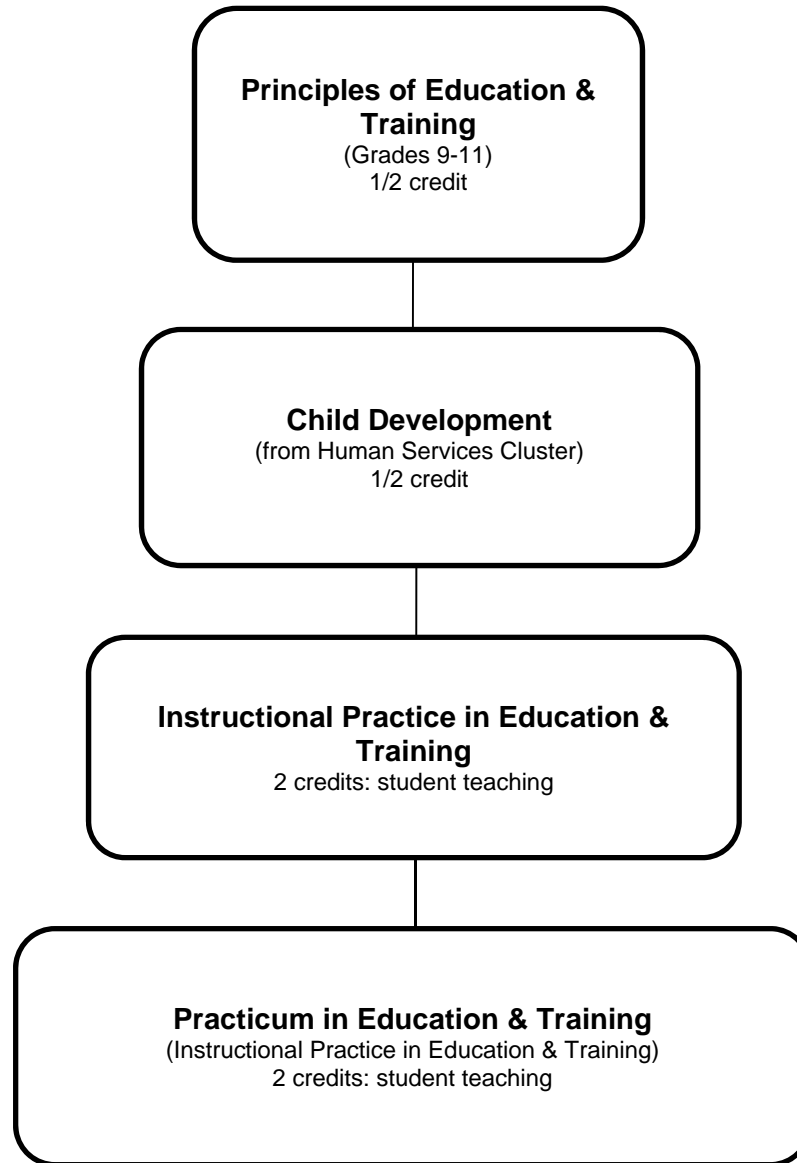 Principles of Education &
Training
(Grades 9-11)
1/2 credit
Child Development
(from Human Services Cluster)
1/2 credit
Instructional Practice in Education &
Training
2 credits: student teaching
Practicum in Education & Training
(Instructional Practice in Education & Training)
2 credits: student teaching